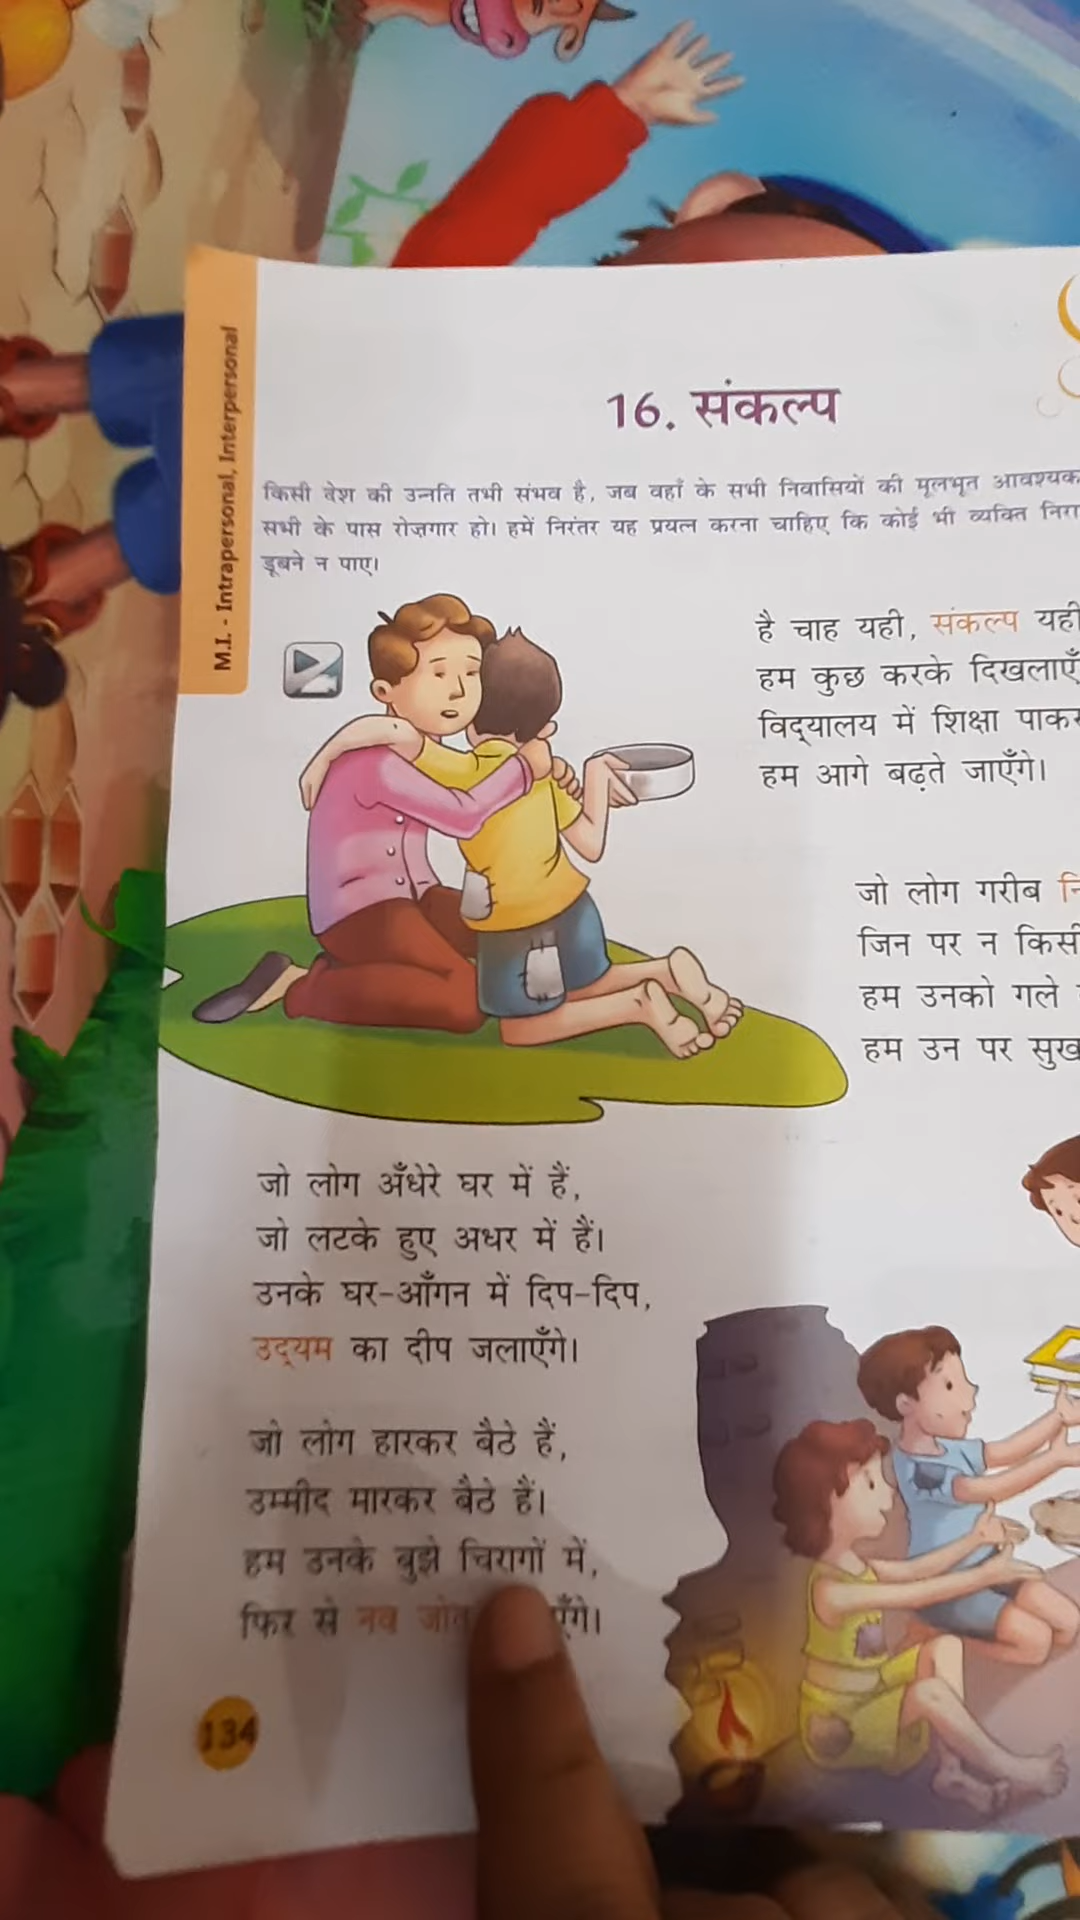 M.I. - Intrapersonal, Interpersonal
16. संकल्प
किसी देश की उन्नति तभी संभव है, जब वहाँ के सभी निवासियों की मूलभूत आवश्यक
सभी के पास रोज़गार हो। हमें निरंतर यह प्रयत्न करना चाहिए कि कोई भी व्यक्ति निरा
डूबने न पाए।
है चाह यही, संकल्प यही
हम कुछ करके दिखलाएँ
विद्यालय में शिक्षा पाकर
हम आगे बढ़ते जाएँगे।
जो लोग गरीब
जिन पर न किसी
हम उनको गले
हम उन पर सुख
जो लोग अँधेरे घर में हैं,
जो लटके हुए अधर में हैं।
उनके घर-आँगन में दिप-दिप,
उद्यम का दीप जलाएँगे।
जो लोग हारकर बैठे हैं,
उम्मीद मारकर बैठे हैं।
हम उनके बुझे चिरागों में,
फिर से नव
134